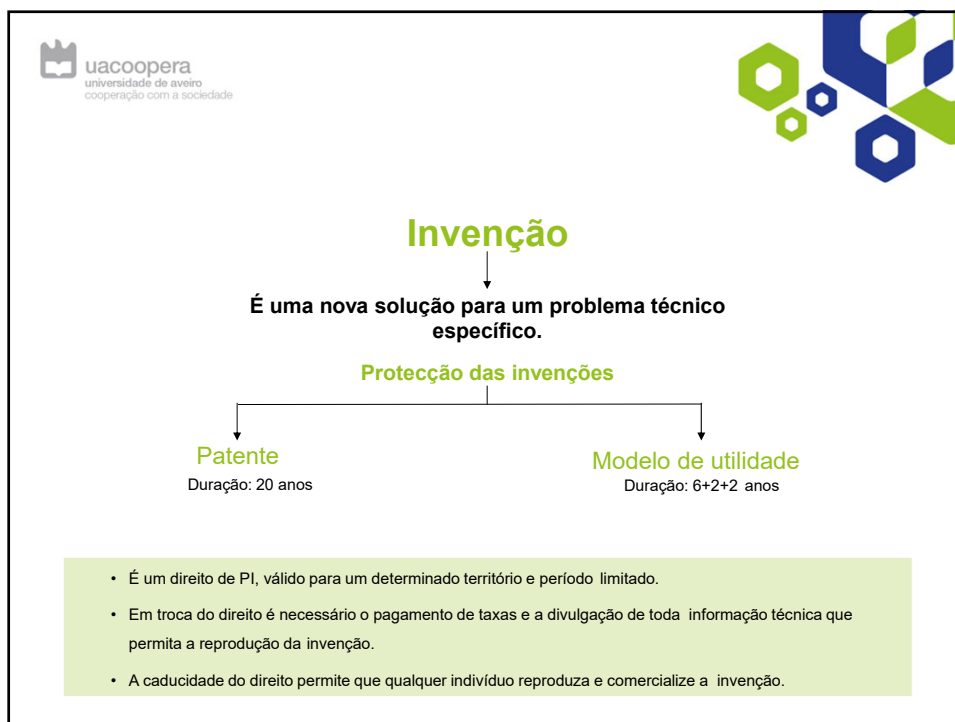 uacoopera
universidade de aveiro
cooperação com a sociedade
Invenção
É uma nova solução para um problema técnico
específico.
Protecção das invenções
Patente
Duração: 20 anos
Modelo de utilidade
Duração: 6+2+2 anos
• É um direito de PI, válido para um determinado território e período limitado.
• Em troca do direito é necessário o pagamento de taxas e a divulgação de toda informação técnica que
permita a reprodução da invenção.
• A caducidade do direito permite que qualquer indivíduo reproduza e comercialize a invenção.